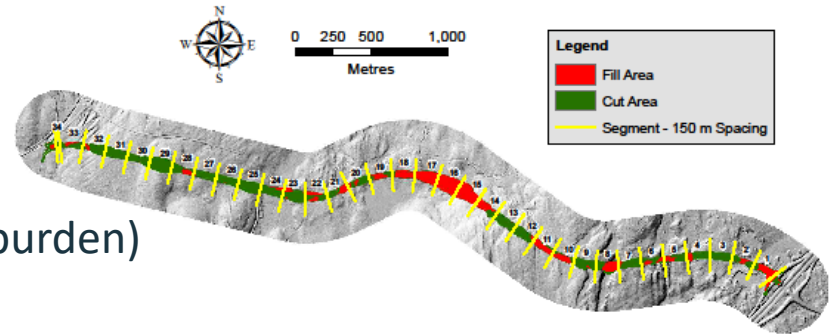 N
W E
S
0 250 500 1,000
Metres
Legend
Fill Area
Cut Area
Segment - 150 m Spacing
34 33 32 31 30 29 28 27 26 25 24 23 22 21 20 19 18 17 16 15 14 13 12 11 10 9 8 7 6 5 4 3 2 1
burden)